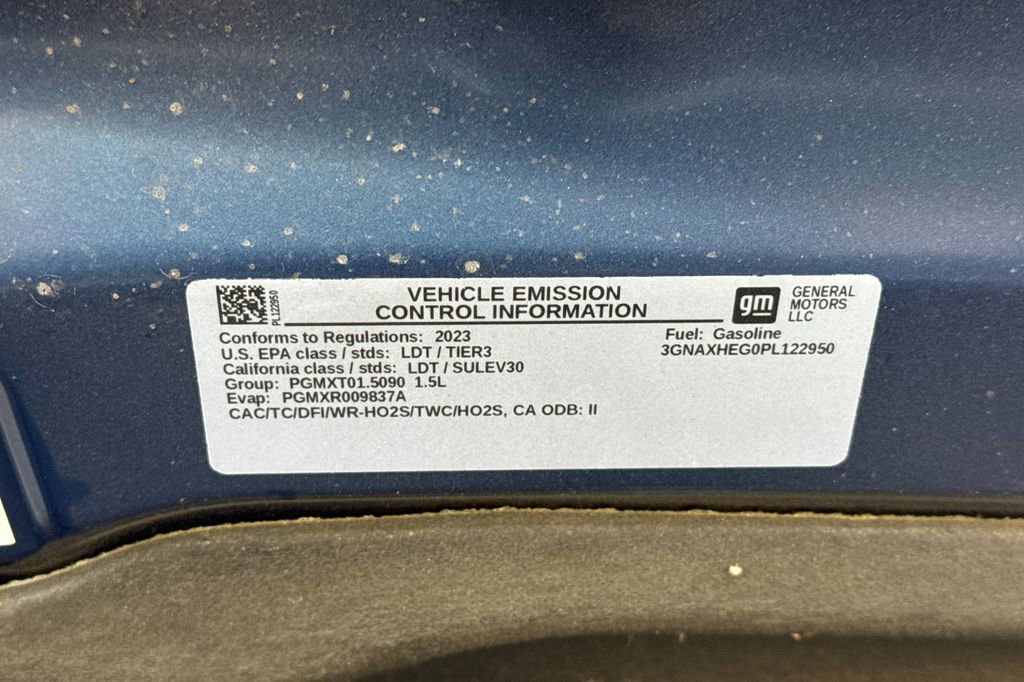 PL122950
VEHICLE EMISSION
CONTROL INFORMATION
gm
GENERAL
MOTORS
LLC
Conforms to Regulations: 2023
U.S. EPA class / stds: LDT / TIER3
California class / stds: LDT / SULEV30
Group: PGMXT01.5090 1.5L
Evap: PGMXR009837A
CAC/TC/DFI/WR-HO2S/TWC/HO2S, CA ODB: II
Fuel: Gasoline
3GNAXHEG0PL122950